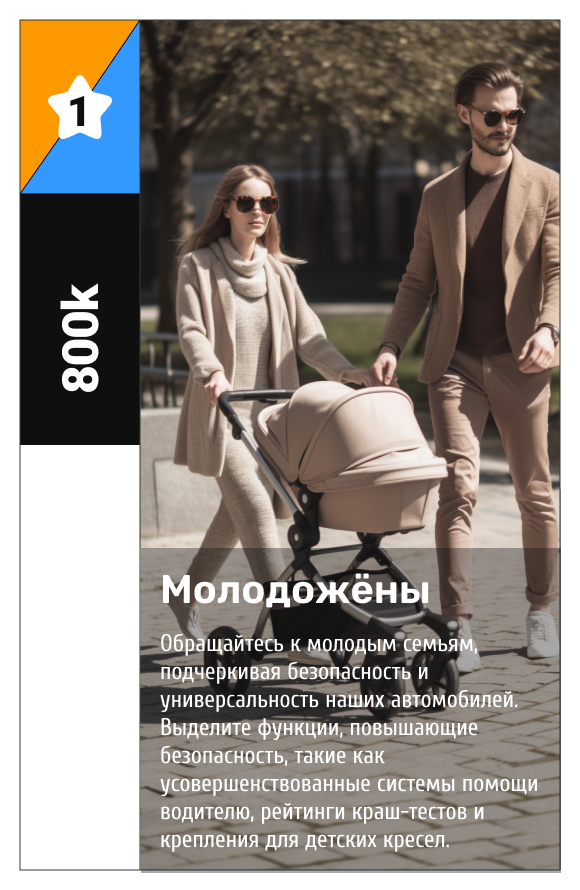 1
800k
Молодожёны
Обращайтесь к молодым семьям,
подчеркивая безопасность и
универсальность наших автомобилей.
Выделите функции, повышающие
безопасность, такие как
усовершенствованные системы помощи
водителю, рейтинги краш-тестов и
крепления для детских кресел.